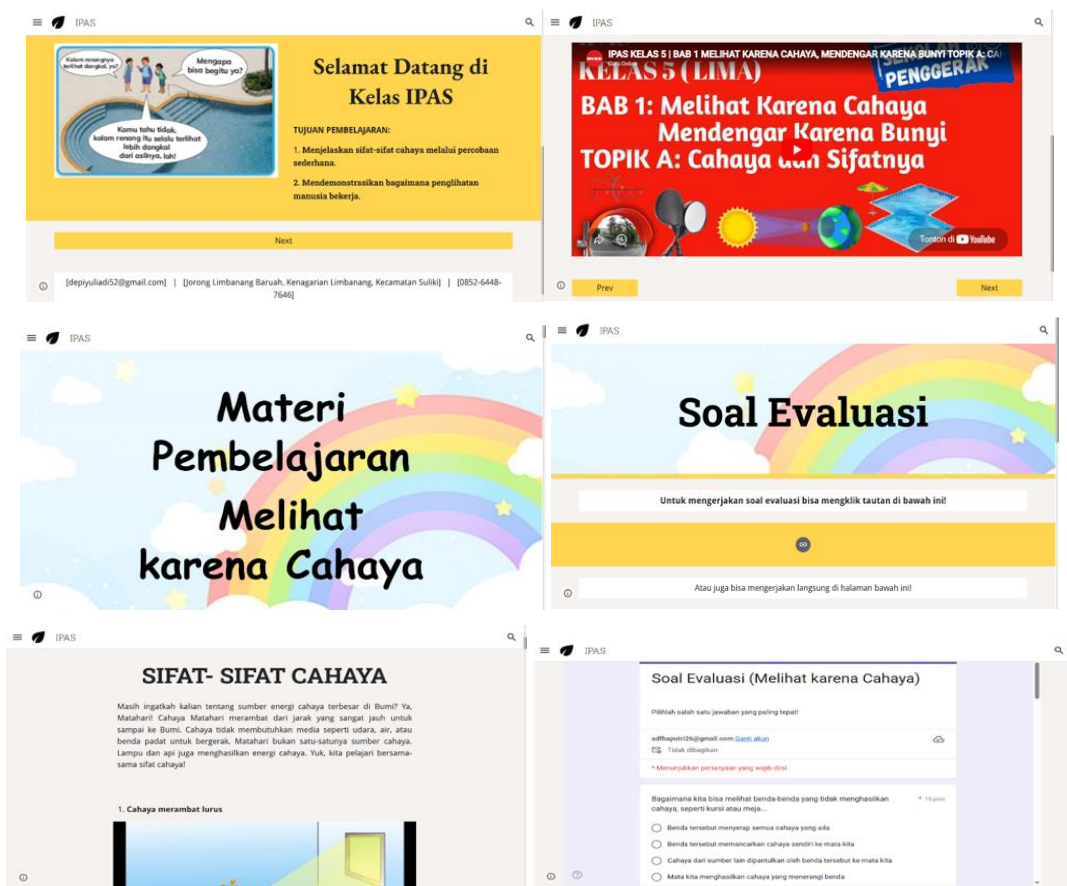 IPAS
Kolam renangnya
terlihat dangkal, ya?
Mengapa
bisa begitu ya?
Kamu tahu tidak,
kolam renang itu selalu terlihat
lebih dangkal
dari aslinya, lah!
Selamat Datang di
Kelas IPAS
TUJUAN PEMBELAJARAN:
1. Menjelaskan sifat-sifat cahaya melalui percobaan
sederhana.
2. Mendemonstrasikan bagaimana penglihatan
manusia bekerja.
Next
[depiyuliadi52@gmail.com] | [Jorong Limbanang Baruah, Kenagarian Limbanang, Kecamatan Suliki] | [0852-6448-
7646]
IPAS
IPAS KELAS 5 | BAB 1 MELIHAT KARENA CAHAYA, MENDENGAR KARENA BUNYI TOPIK A: CA
KELAS 5 (LIMA)
PENGGERAK
BAB 1: Melihat Karena Cahaya
Mendengar Karena Bunyi
TOPIK A: Cahaya dan Sifatnya
Tonton di YouTube
Prev
Next
IPAS
Materi
Pembelajaran
Melihat
karena Cahaya
IPAS
Soal Evaluasi
Untuk mengerjakan soal evaluasi bisa mengklik tautan di bawah ini!
Atau juga bisa mengerjakan langsung di halaman bawah ini!
IPAS
SIFAT- SIFAT CAHAYA
Masih ingatkah kalian tentang sumber energi cahaya terbesar di Bumi? Ya,
Matahari! Cahaya Matahari merambat dari jarak yang sangat jauh untuk
sampai ke Bumi. Cahaya tidak membutuhkan media seperti udara, air, atau
benda padat untuk bergerak. Matahari bukan satu-satunya sumber cahaya.
Lampu dan api juga menghasilkan energi cahaya. Yuk, kita pelajari bersama-
sama sifat cahaya!
1. Cahaya merambat lurus
IPAS
Soal Evaluasi (Melihat karena Cahaya)
Pilihlah salah satu jawaban yang paling tepat!
adfhaputri26@gmail.com Ganti akun
Tidak dibagikan
* Menunjukkan pertanyaan yang wajib diisi
Bagaimana kita bisa melihat benda-benda yang tidak menghasilkan
cahaya, seperti kursi atau meja...
* 10 poin
Benda tersebut menyerap semua cahaya yang ada
Benda tersebut memancarkan cahaya sendiri ke mata kita
Cahaya dari sumber lain dipantulkan oleh benda tersebut ke mata kita
Mata kita menghasilkan cahaya yang menerangi benda